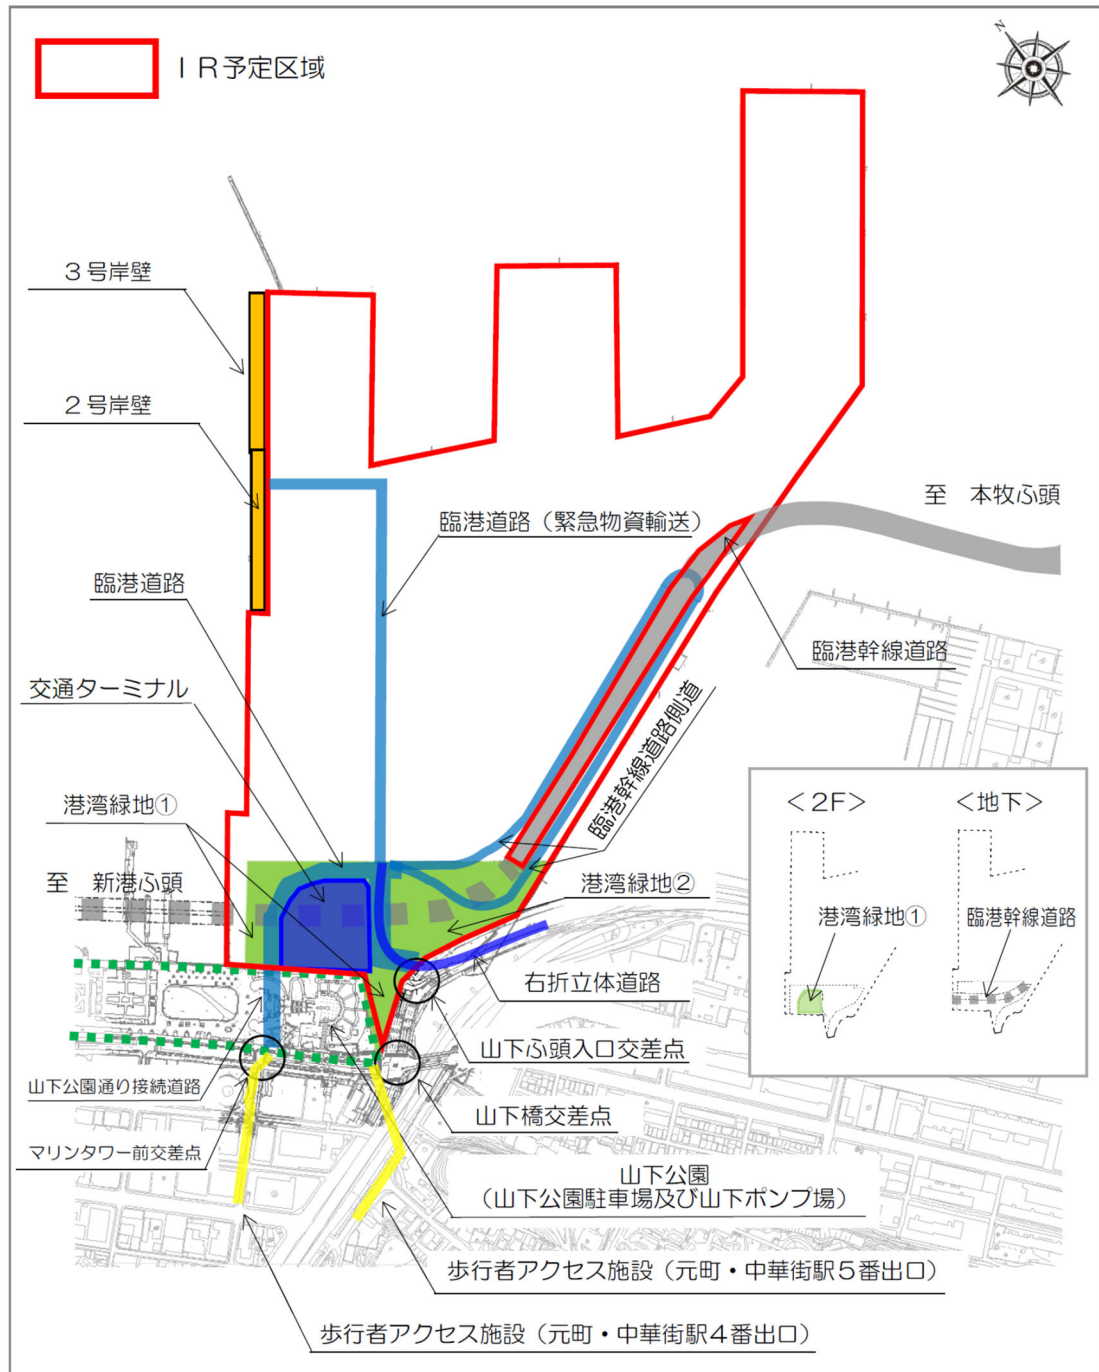 ＩＲ予定区域
N
３号岸壁
２号岸壁
至　本牧ふ頭
臨港道路（緊急物資輸送）
臨港道路
臨港幹線道路
交通ターミナル
臨港幹線道路側道
港湾緑地①
＜２Ｆ＞
＜地下＞
至　新港ふ頭
港湾緑地②
港湾緑地①
臨港幹線道路
右折立体道路
山下ふ頭入口交差点
山下公園通り接続道路
山下橋交差点
マリンタワー前交差点
山下公園
（山下公園駐車場及び山下ポンプ場）
歩行者アクセス施設（元町・中華街駅５番出口）
歩行者アクセス施設（元町・中華街駅４番出口）